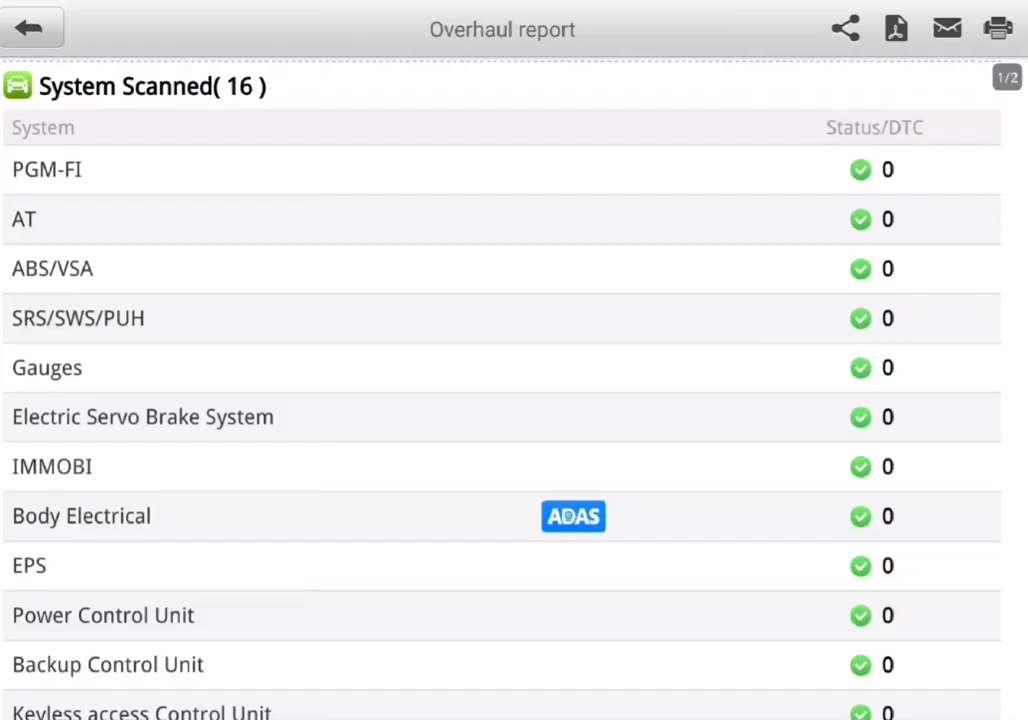 Overhaul report
System Scanned( 16 )
1/2
System Status/DTC
PGM-FI 0
AT 0
ABS/VSA 0
SRS/SWS/PUH 0
Gauges 0
Electric Servo Brake System 0
IMMOBI 0
Body Electrical ADAS 0
EPS 0
Power Control Unit 0
Backup Control Unit 0
Keyless access Control Unit 0